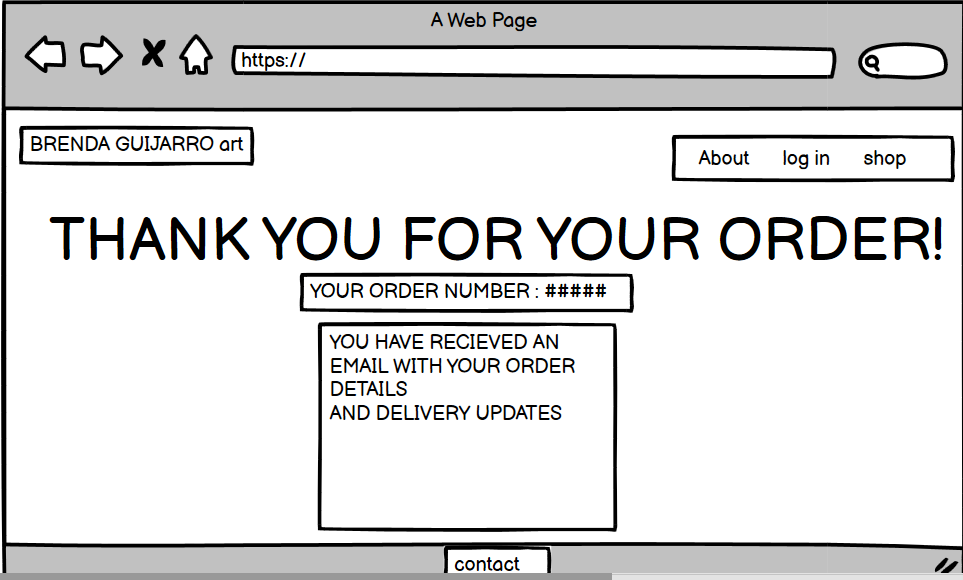 A Web Page
https://
BRENDA GUIJARRO art
About log in shop
THANK YOU FOR YOUR ORDER!
YOUR ORDER NUMBER : #####
YOU HAVE RECIEVED AN
EMAIL WITH YOUR ORDER
DETAILS
AND DELIVERY UPDATES
contact